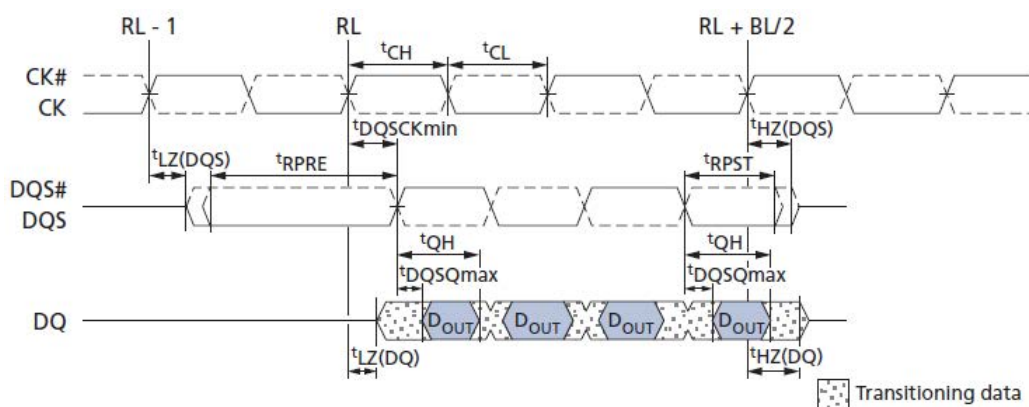 RL - 1 RL RL + BL/2
tCH tCL
CK#
CK
tDQSCKmin tHZ(DQS)
tLZ(DQS) tRPRE tRPST
DQS#
DQS
tQH tQH
tDQSQmax tDQSQmax
DQ DOUT DOUT DOUT DOUT
tLZ(DQ) tHZ(DQ)
Transitioning data